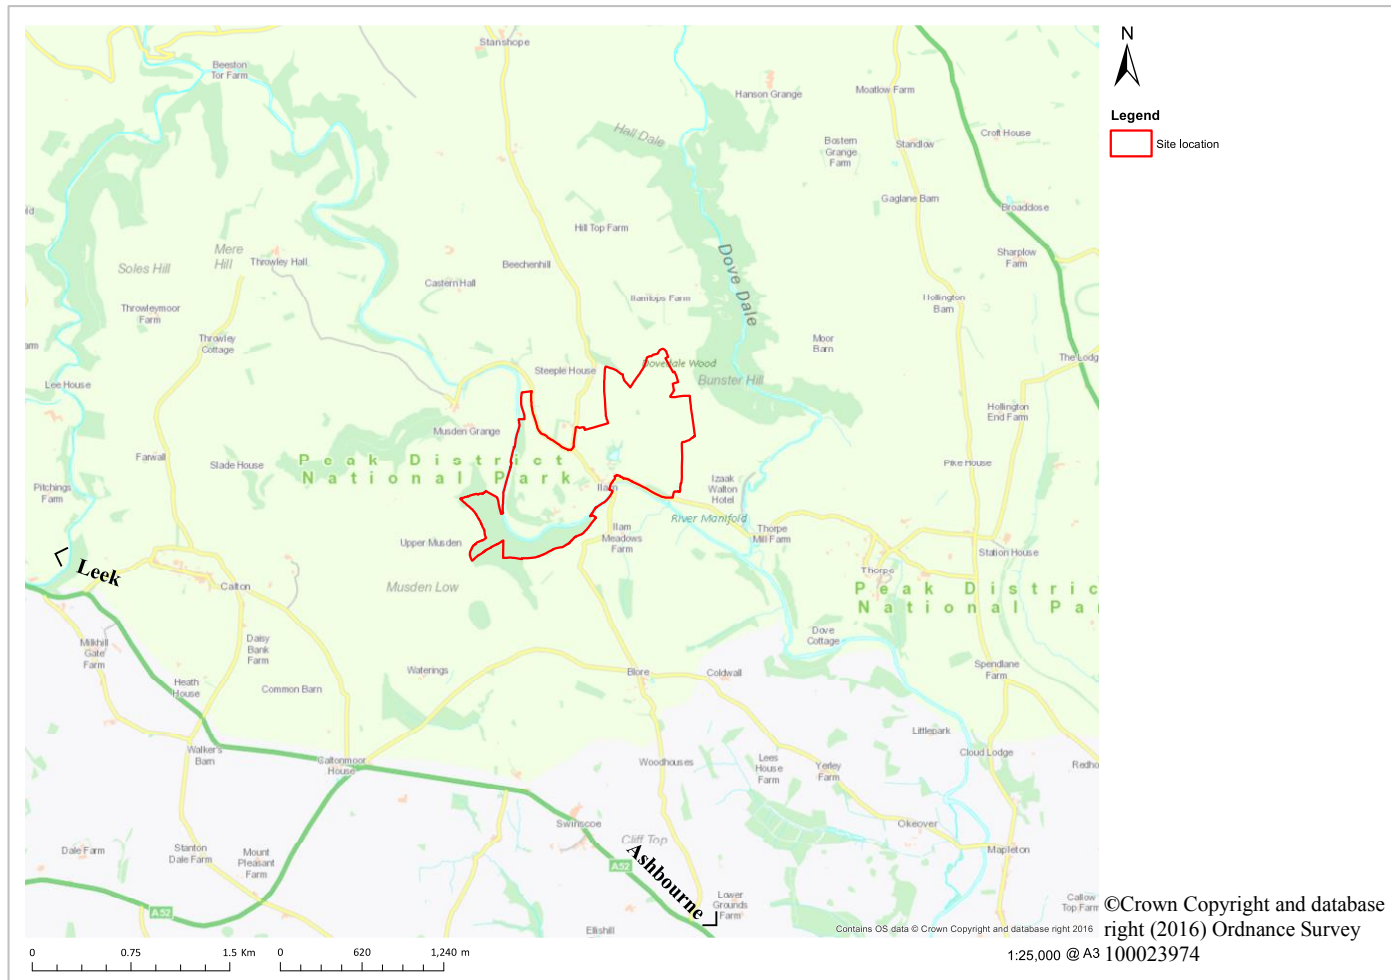 Stanshope
N
Beeston
Tor Farm
Hanson Grange
Moatlow Farm
Legend
Site location
Hall Dale
Croft House
Bostern
Grange
Farm
Standlow
Gaglane Barn
Broadclose
Hill Top Farm
Mere
Hill
Dove Dale
Sharplow
Farm
Soles Hill
Throwley Hall
Beechenhill
Castern Hall
Ilamtops Farm
Hollington
Barn
Throwleymoor
Farm
Throwley
Cottage
Moor
Barn
The Lodg
arm
Lee House
Steeple House
Dovedale Wood
Bunster Hill
Hollington
End Farm
Musden Grange
Farwall
Slade House
Peak District
National Park
Pike House
Pitchings
Farm
Ilam
Izaak
Walton
Hotel
River Manifold
Thorpe
Mill Farm
Ilam
Meadows
Farm
Upper Musden
Station House
Leek
Thorpe
Calton
Musden Low
Peak Distric
National Pa
Milkhill
Gate
Farm
Daisy
Bank
Farm
Dove
Cottage
Waterings
Blore
Coldwall
Spendlane
Farm
Heath
House
Common Barn
Littlepark
Walker's
Barn
Caltonmoor
House
Woodhouses
Lees
House
Farm
Yerley
Farm
Cloud Lodge
Redho
Swinscoe
Cliff Top
Okeover
Dale Farm
Stanton
Dale Farm
Mount
Pleasant
Farm
Mapleton
A52
Ashbourne
A52
Lower
Grounds
Farm
Callow
Top Farm
Ellishill
Contains OS data © Crown Copyright and database right 2016
©Crown Copyright and database
right (2016) Ordnance Survey
100023974
0 0.75 1.5 Km
0 620 1,240 m
1:25,000 @ A3